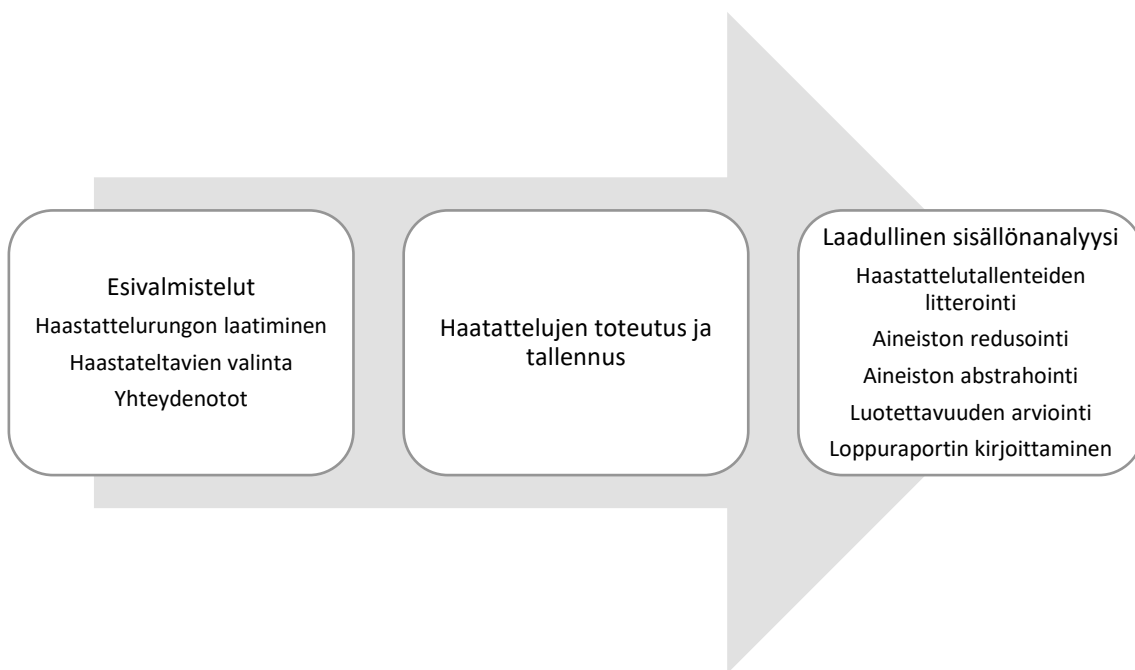 Esivalmistelut
Haastattelurungon laatiminen
Haastateltavien valinta
Yhteydenotot
Haatattelujen toteutus ja
tallennus
Laadullinen sisällönanalyysi
Haastattelutallenteiden
litterointi
Aineiston redusointi
Aineiston abstrahointi
Luotettavuuden arviointi
Loppuraportin kirjoittaminen